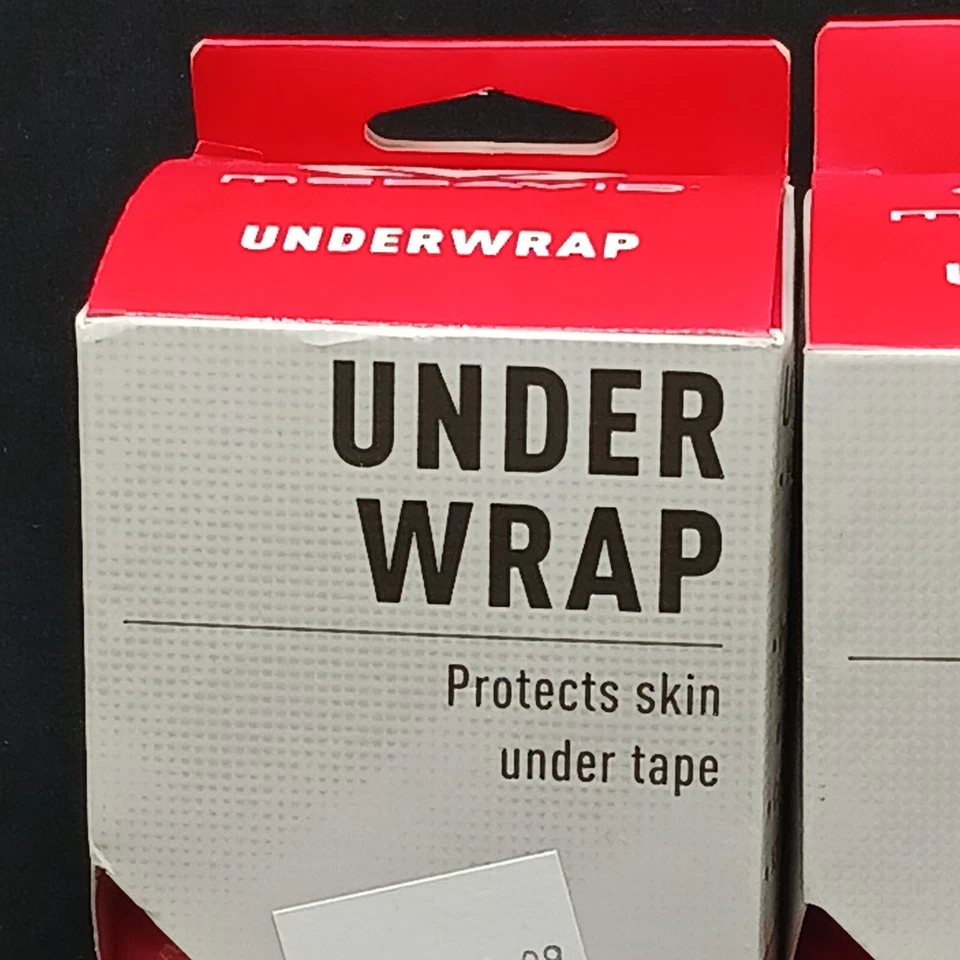 UNDERWRAP
UNDER
WRAP
Protects skin
under tape